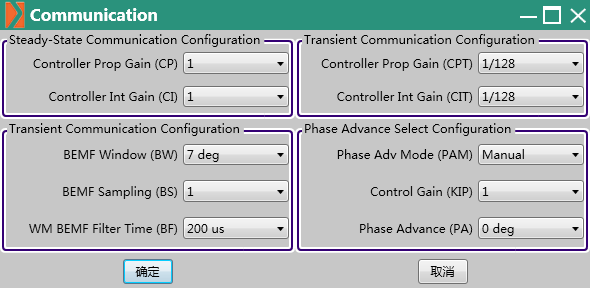 Communication
Steady-State Communication Configuration
Controller Prop Gain (CP) 1
Controller Int Gain (CI) 1
Transient Communication Configuration
Controller Prop Gain (CPT) 1/128
Controller Int Gain (CIT) 1/128
Transient Communication Configuration
BEMF Window (BW) 7 deg
BEMF Sampling (BS) 1
WM BEMF Filter Time (BF) 200 us
Phase Advance Select Configuration
Phase Adv Mode (PAM) Manual
Control Gain (KIP) 1
Phase Advance (PA) 0 deg
确定 取消